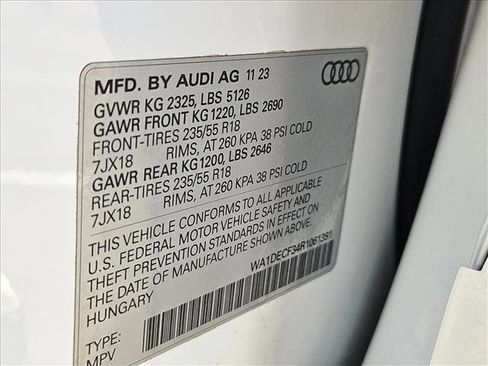 MFD. BY AUDI AG 11 23
GVWR KG 2325, LBS 5126
GAWR FRONT KG1220, LBS 2690
FRONT-TIRES 235/55 R18
7JX18 RIMS, AT 260 KPA 38 PSI COLD
GAWR REAR KG1200, LBS 2646
REAR-TIRES 235/55 R18
7JX18 RIMS, AT 260 KPA 38 PSI COLD
THIS VEHICLE CONFORMS TO ALL APPLICABLE
U.S. FEDERAL MOTOR VEHICLE SAFETY AND
THEFT PREVENTION STANDARDS IN EFFECT ON
THE DATE OF MANUFACTURE SHOWN ABOVE.
HUNGARY
WA1DECF34R1061391
TYPE:
MPV